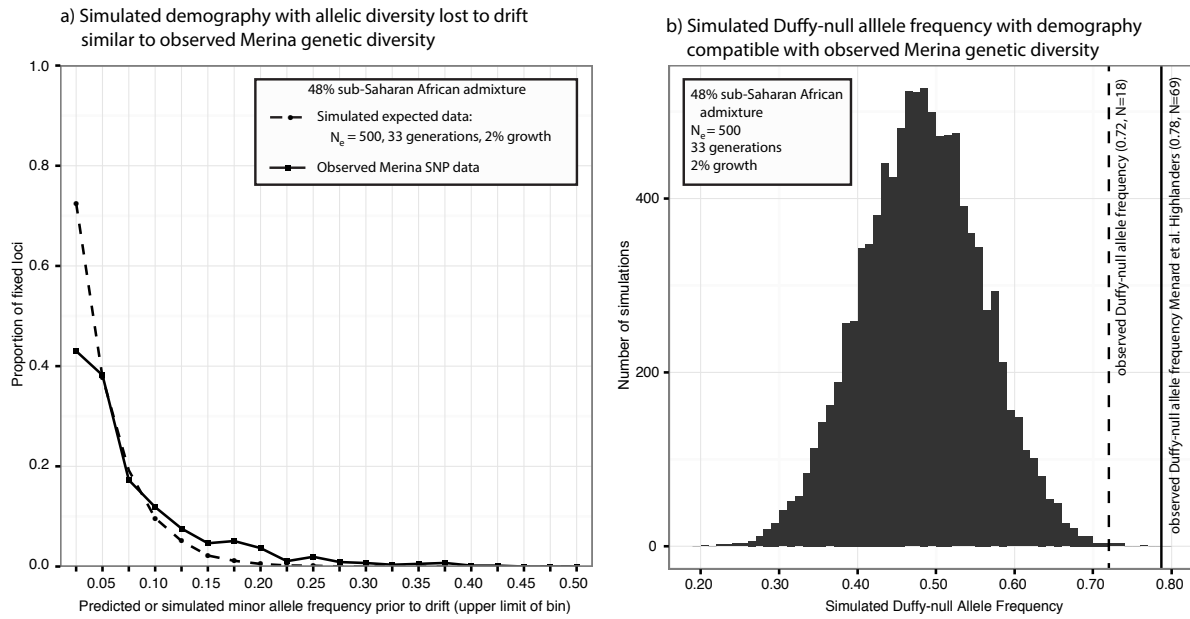 a) Simulated demography with allelic diversity lost to drift
similar to observed Merina genetic diversity
1.0
0.8
0.6
0.4
0.2
0.0
Proportion of fixed loci
48% sub-Saharan African admixture
Simulated expected data:
Ne = 500, 33 generations, 2% growth
Observed Merina SNP data
0.05 0.10 0.15 0.20 0.25 0.30 0.35 0.40 0.45 0.50
Predicted or simulated minor allele frequency prior to drift (upper limit of bin)
b) Simulated Duffy-null alllele frequency with demography
compatible with observed Merina genetic diversity
400
200
0
Number of simulations
48% sub-Saharan African
admixture
Ne = 500
33 generations
2% growth
observed Duffy-null allele frequency (0.72, N=18)
observed Duffy-null allele frequency Menard et al. Highlanders (0.78, N=69)
0.20 0.30 0.40 0.50 0.60 0.70 0.80
Simulated Duffy-null Allele Frequency